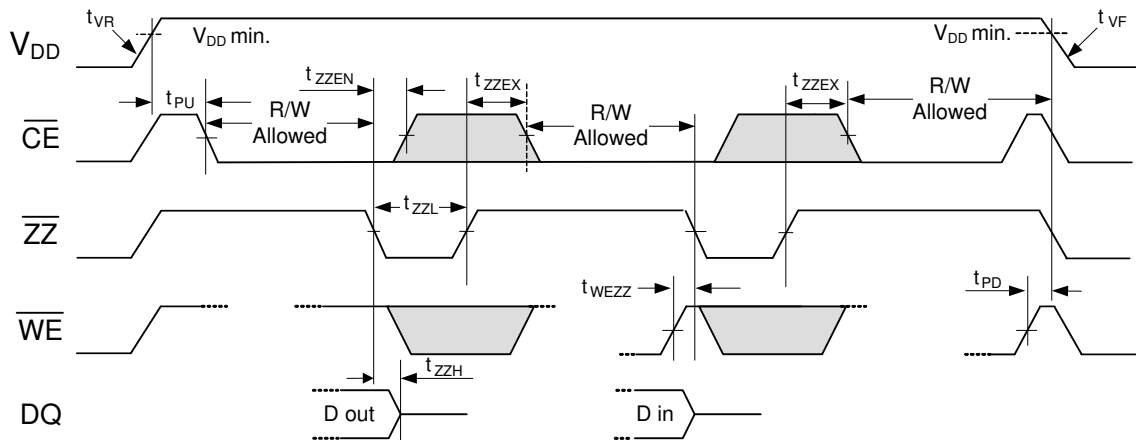 tVR
VDD
VDD min.
VDD min.
tVF
tZZEN
tZZEX
tZZEX
tPU
R/W
Allowed
R/W
Allowed
R/W
Allowed
CE
tZZL
ZZ
tWEZZ
tPD
WE
tZZH
DQ
D out
D in